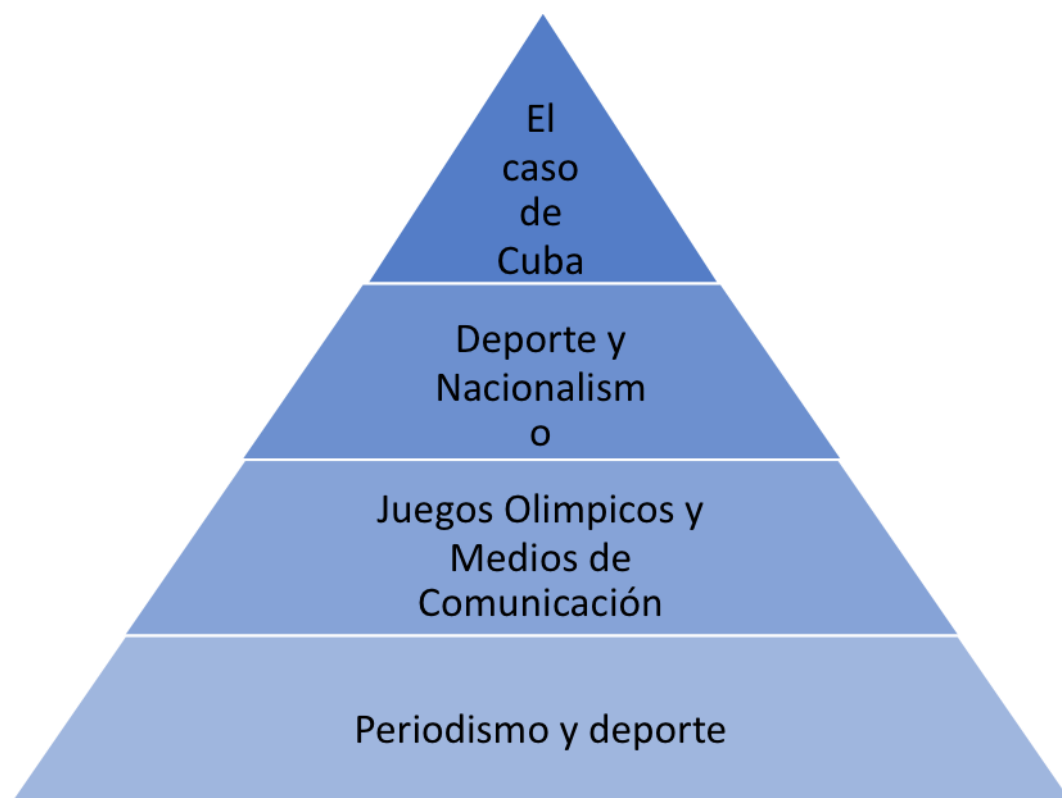 El
caso
de
Cuba
Deporte y
Nacionalism
o
Juegos Olimpicos y
Medios de
Comunicación
Periodismo y deporte